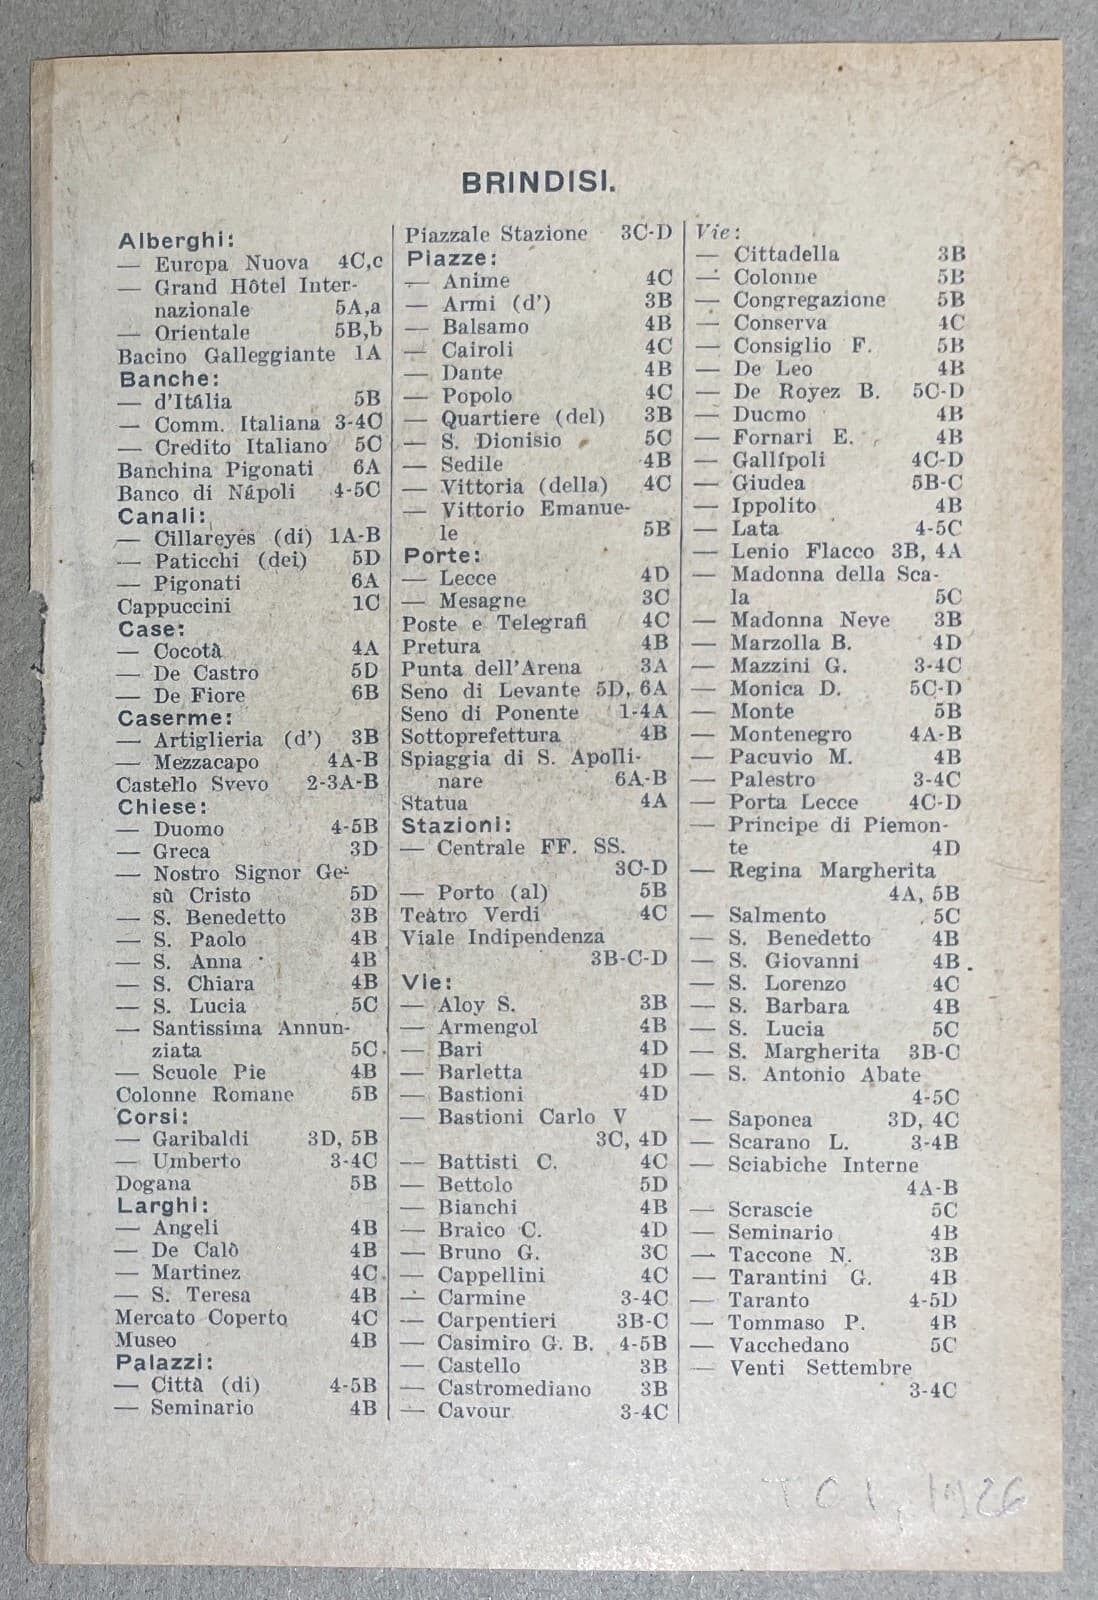 BRINDISI.
Alberghi:
— Europa Nuova 4C,c
— Grand Hôtel Inter-
nazionale 5A,a
— Orientale 5B,b
Bacino Galleggiante 1A
Banche:
— d'Italia 5B
— Comm. Italiana 3-4C
— Credito Italiano 5C
Banchina Pigonati 6A
Banco di Nápoli 4-5C
Canali:
— Cillareyes (di) 1A-B
— Paticchi (dei) 5D
— Pigonati 6A
Cappuccini 1C
Case:
— Cocotà 4A
— De Castro 5D
— De Fiore 6B
Caserme:
— Artiglieria (d') 3B
— Mezzacapo 4A-B
Castello Svevo 2-3A-B
Chiese:
— Duomo 4-5B
— Greca 3D
— Nostro Signor Ge-
sù Cristo 5D
— S. Benedetto 3B
— S. Paolo 4B
— S. Anna 4B
— S. Chiara 4B
— S. Lucia 5C
— Santissima Annun-
ziata 5C
— Scuole Pie 4B
Colonne Romane 5B
Corsi:
— Garibaldi 3D, 5B
— Umberto 3-4C
Dogana 5B
Larghi:
— Angeli 4B
— De Calò 4B
— Martinez 4C
— S. Teresa 4B
Mercato Coperto 4C
Museo 4B
Palazzi:
— Città (di) 4-5B
— Seminario 4B
Piazzale Stazione 3C-D
Piazze:
— Anime 4C
— Armi (d') 3B
— Balsamo 4B
— Cairoli 4C
— Dante 4B
— Popolo 4C
— Quartiere (del) 3B
— S. Dionisio 5C
— Sedile 4B
— Vittoria (della) 4C
— Vittorio Emanue-
le 5B
Porte:
— Lecce 4D
— Mesagne 3C
Poste e Telegrafi 4C
Pretura 4B
Punta dell'Arena 3A
Seno di Levante 5D, 6A
Seno di Ponente 1-4A
Sottoprefettura 4B
Spiaggia di S. Apolli-
nare 6A-B
Statua 4A
Stazioni:
— Centrale FF. SS.
3C-D
— Porto (al) 5B
Teatro Verdi 4C
Viale Indipendenza
3B-C-D
Vie:
— Aloy S. 3B
— Armengol 4B
— Bari 4D
— Barletta 4D
— Bastioni 4D
— Bastioni Carlo V
3C, 4D
— Battisti C. 4C
— Bettolo 5D
— Bianchi 4B
— Braico C. 4D
— Bruno G. 3C
— Cappellini 4C
— Carmine 3-4C
— Carpentieri 3B-C
— Casimiro G. B. 4-5B
— Castello 3B
— Castromediano 3B
— Cavour 3-4C
Vie:
— Cittadella 3B
— Colonne 5B
— Congregazione 5B
— Conserva 4C
— Consiglio F. 5B
— De Leo 4B
— De Royez B. 5C-D
— Duomo 4B
— Fornari E. 4B
— Gallipoli 4C-D
— Giudea 5B-C
— Ippolito 4B
— Lata 4-5C
— Lenio Flacco 3B, 4A
— Madonna della Sca-
la 5C
— Madonna Neve 3B
— Marzolla B. 4D
— Mazzini G. 3-4C
— Monica D. 5C-D
— Monte 5B
— Montenegro 4A-B
— Pacuvio M. 4B
— Palestro 3-4C
— Porta Lecce 4C-D
— Principe di Piemon-
te 4D
— Regina Margherita
4A, 5B
— Salmento 5C
— S. Benedetto 4B
— S. Giovanni 4B
— S. Lorenzo 4C
— S. Barbara 4B
— S. Lucia 5C
— S. Margherita 3B-C
— S. Antonio Abate
4-5C
— Saponea 3D, 4C
— Scarano L. 3-4B
— Sciabiche Interne
4A-B
— Scrascie 5C
— Seminario 4B
— Taccone N. 3B
— Tarantini G. 4B
— Taranto 4-5D
— Tommaso P. 4B
— Vacchedano 5C
— Venti Settembre
3-4C
TCI, 1926